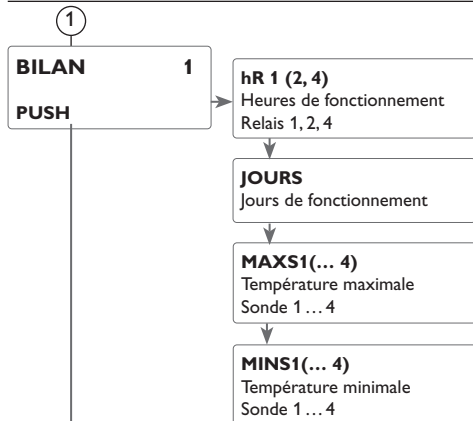 1
BILAN 1
PUSH
hR 1 (2, 4)
Heures de fonctionnement
Relais 1, 2, 4
JOURS
Jours de fonctionnement
MAXS1(… 4)
Température maximale
Sonde 1 … 4
MINS1(… 4)
Température minimale
Sonde 1 … 4